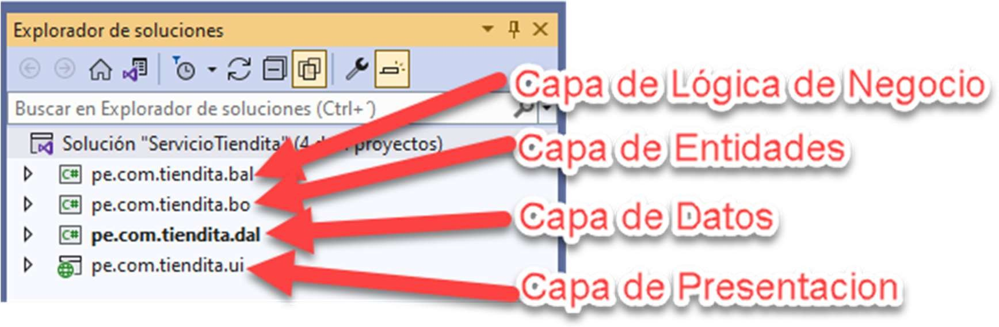 Explorador de soluciones
Buscar en Explorador de soluciones (Ctrl+´)
Solución "ServicioTiendita" (4 proyectos)
C# pe.com.tiendita.bal
C# pe.com.tiendita.bo
C# pe.com.tiendita.dal
pe.com.tiendita.ui
Capa de Lógica de Negocio
Capa de Entidades
Capa de Datos
Capa de Presentacion